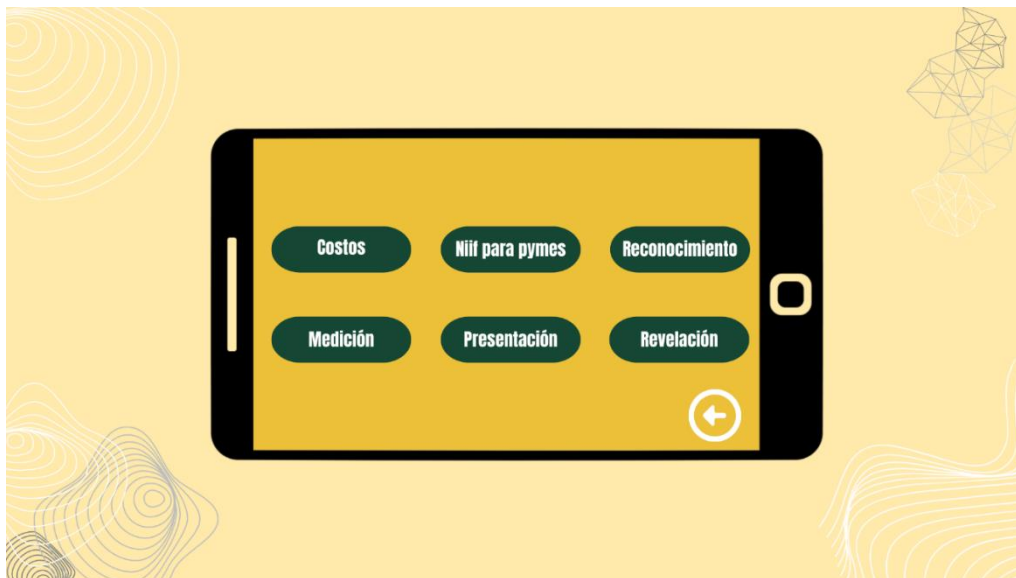 Costos
Niif para pymes
Reconocimiento
Medición
Presentación
Revelación